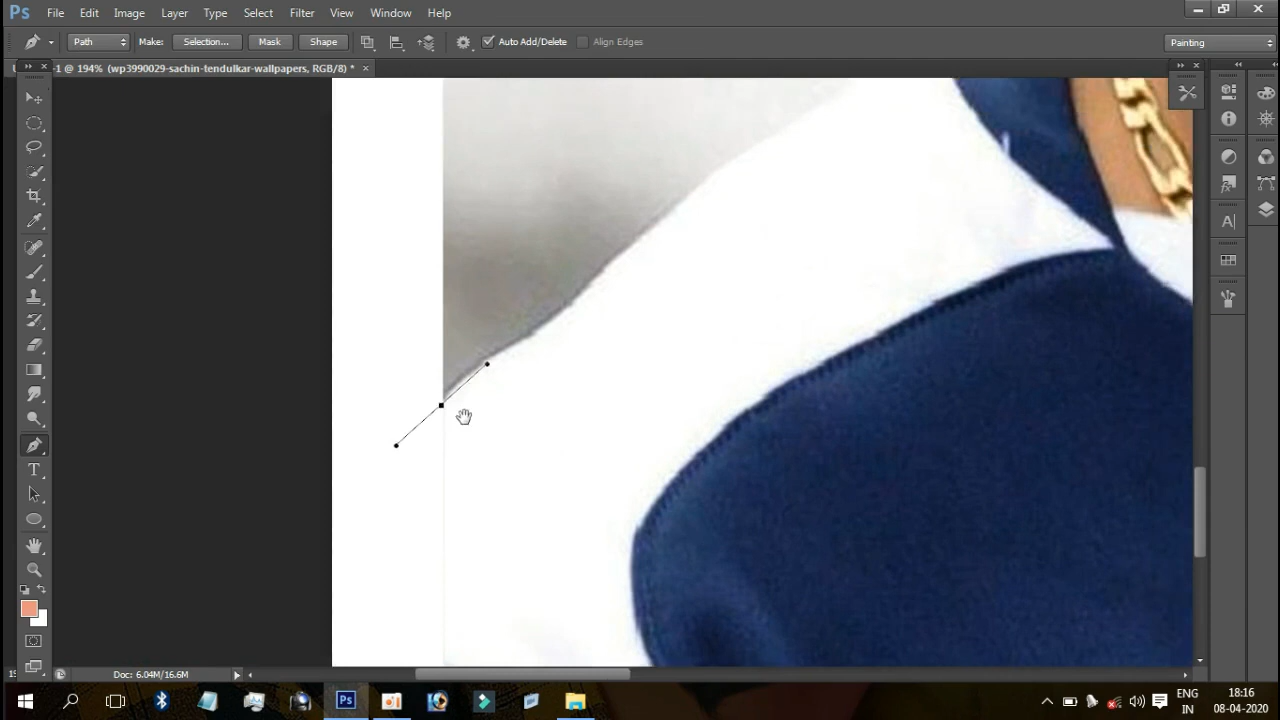 Ps File Edit Image Layer Type Select Filter View Window Help
Path Make: Selection... Mask Shape Auto Add/Delete Align Edges Painting
-1 @ 194% (wp3990029-sachin-tendulkar-wallpapers, RGB/8) * ×
A|
T
Doc: 6.04M/16.6M
Ps
ENG
IN
18:16
08-04-2020